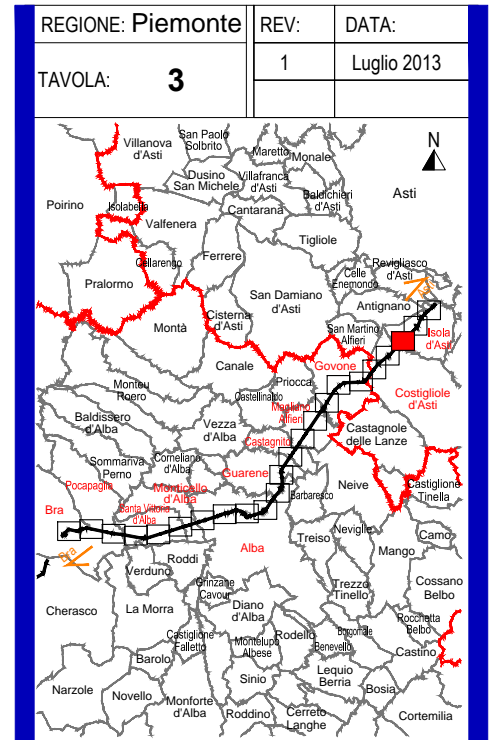 REGIONE: Piemonte
REV:
DATA:
TAVOLA: 3
1
Luglio 2013
N
San Paolo
Solbrito
Villanova
d'Asti
Maretto
Monale
Dusino
San Michele
Villafranca
d'Asti
Baldichieri
d'Asti
Asti
Poirino
Isolabella
Valfenera
Cantarana
Tigliole
Cellarengo
Ferrere
Revigliasco
d'Asti
Celle
Enemondo
Pralormo
San Damiano
d'Asti
Antignano
Cisterna
d'Asti
Montà
San Martino
Alfieri
Isola
d'Asti
Canale
Govone
Priocca
Monteu
Roero
Castellinaldo
Costigliole
d'Asti
Magliano
Alfieri
Baldissero
d'Alba
Vezza
d'Alba
Castagnito
Castagnole
delle Lanze
Sommariva
Perno
Corneliano
d'Alba
Guarene
Pocapaglia
Monticello
d'Alba
Neive
Castiglione
Tinella
Barbaresco
Bra
Santa Vittoria
d'Alba
Alba
Treiso
Neviglie
Camo
Bra
Roddi
Mango
Verduno
Grinzane
Cavour
Trezzo
Tinello
Cossano
Belbo
Cherasco
La Morra
Diano
d'Alba
Rocchetta
Belbo
Castiglione
Falletto
Montelupo
Albese
Rodello
Borgomale
Benevello
Castino
Barolo
Lequio
Berria
Sinio
Bosia
Narzole
Novello
Monforte
d'Alba
Roddino
Cerreto
Langhe
Cortemilia